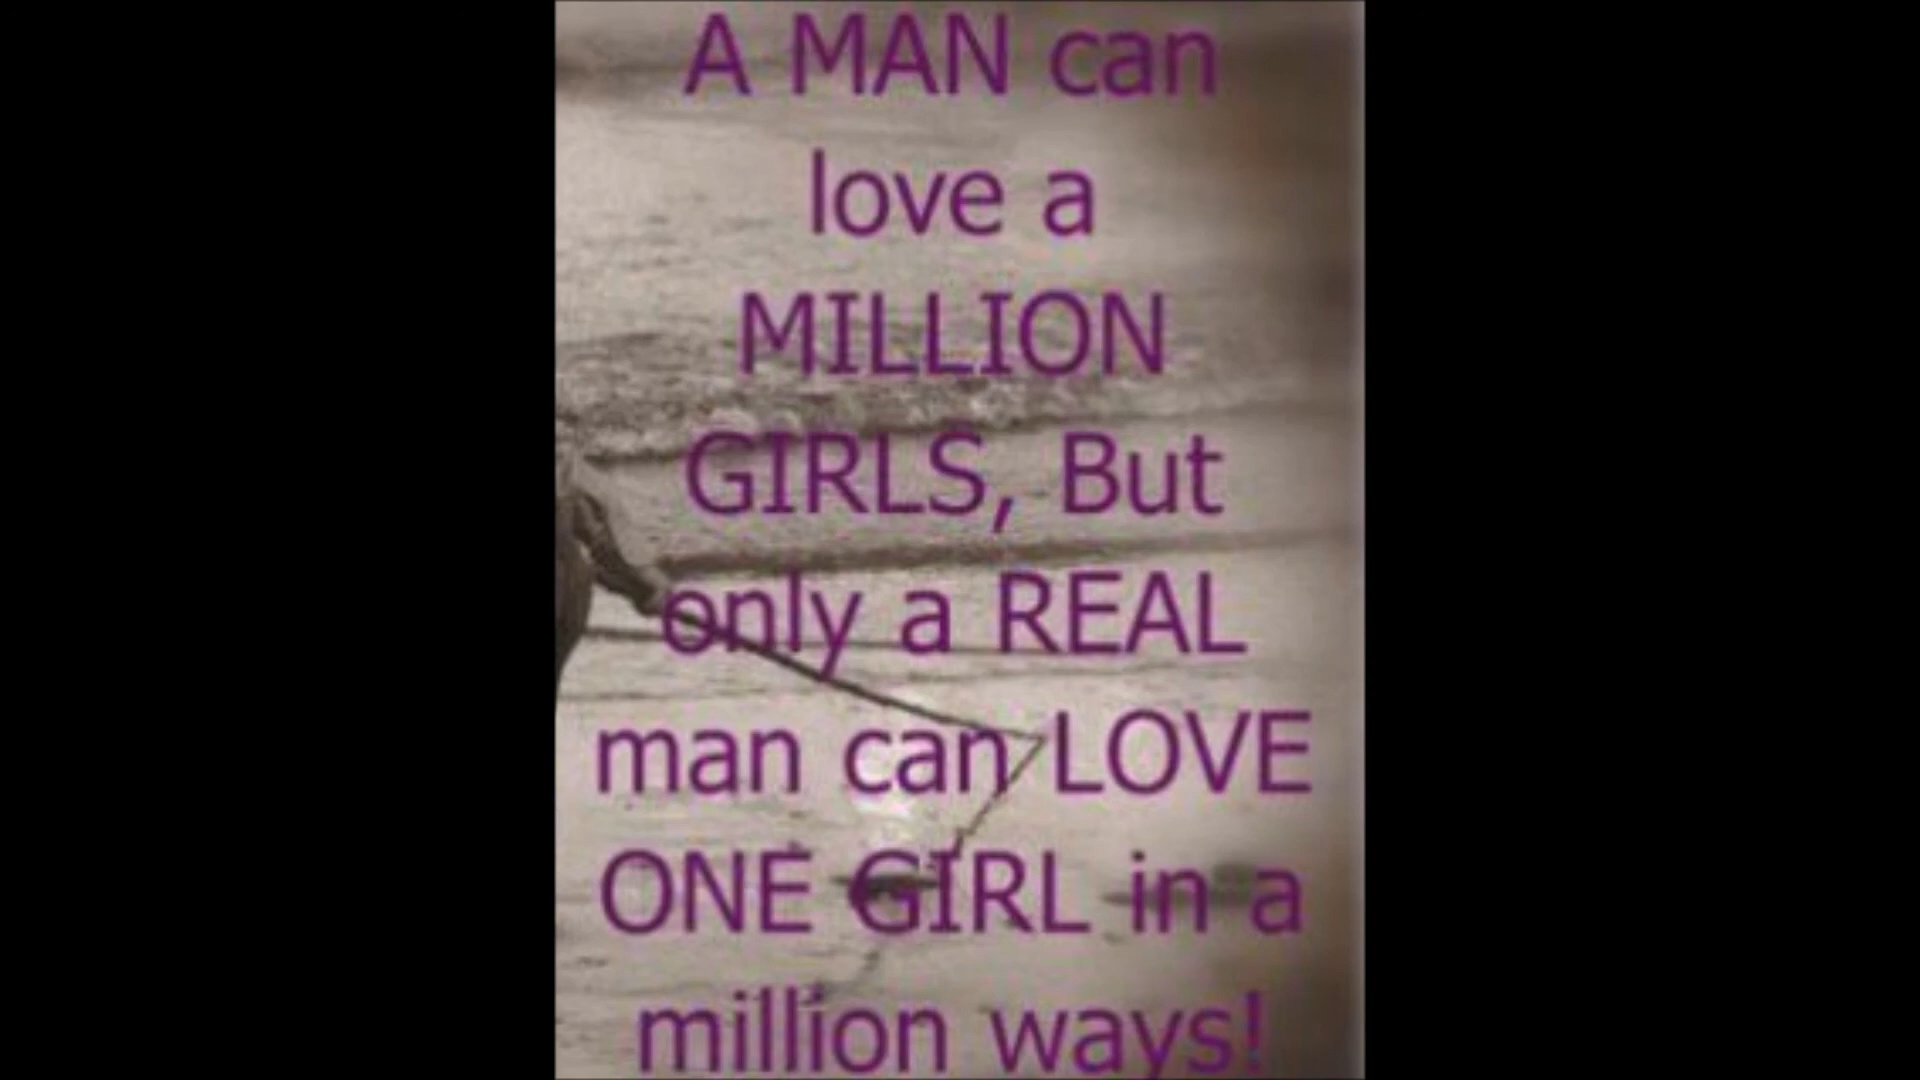 A MAN can
love a
MILLION
GIRLS, But
only a REAL
man can LOVE
ONE GIRL in a
million ways!